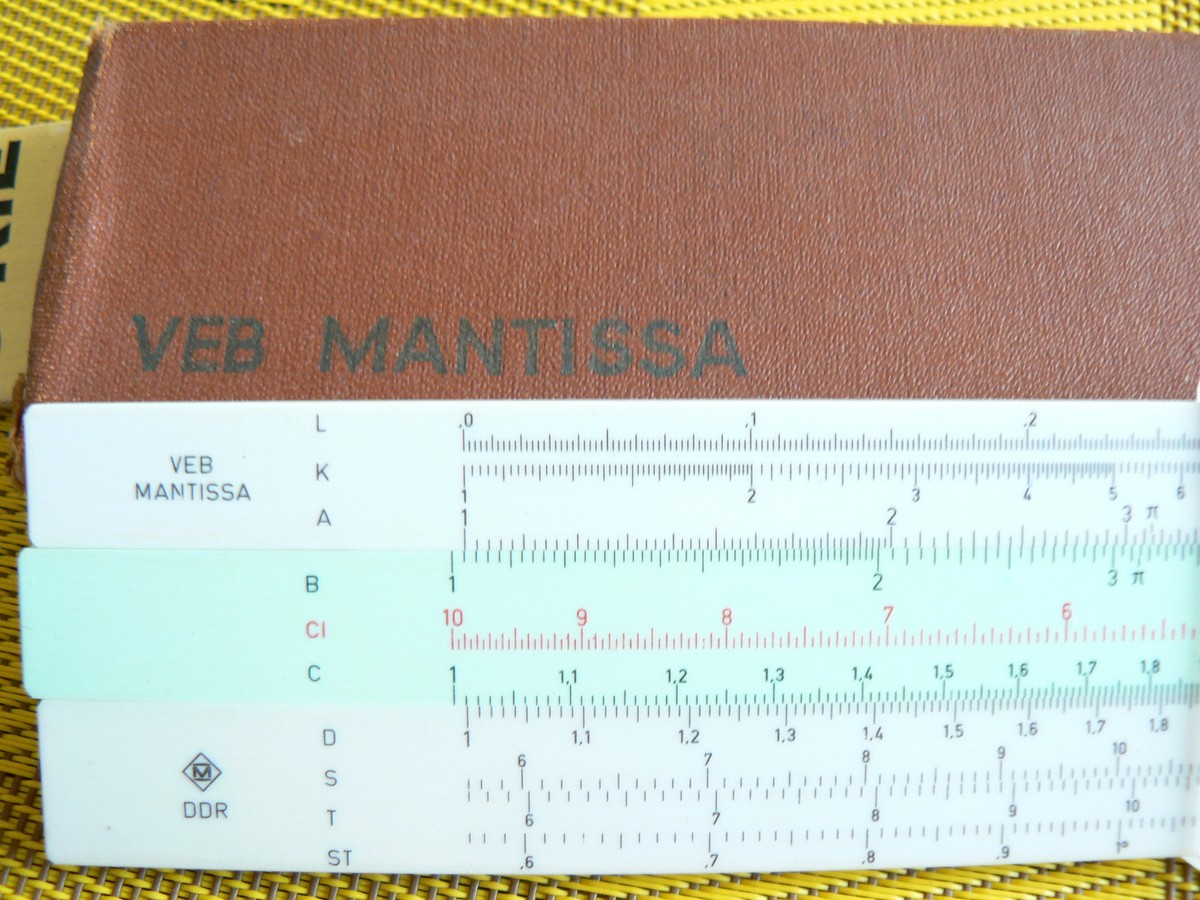 VEB MANTISSA
L ,0 ,1 ,2
VEB
MANTISSA
K 1 2 3 4 5 6
A 1 2 3 π
B 1 2 3 π
CI 10 9 8 7 6
C 1 1,1 1,2 1,3 1,4 1,5 1,6 1,7 1,8
D 1 1,1 1,2 1,3 1,4 1,5 1,6 1,7 1,8
S 6 7 8 9 10
M
DDR
T 6 7 8 9 10
ST ,6 ,7 ,8 ,9 1°